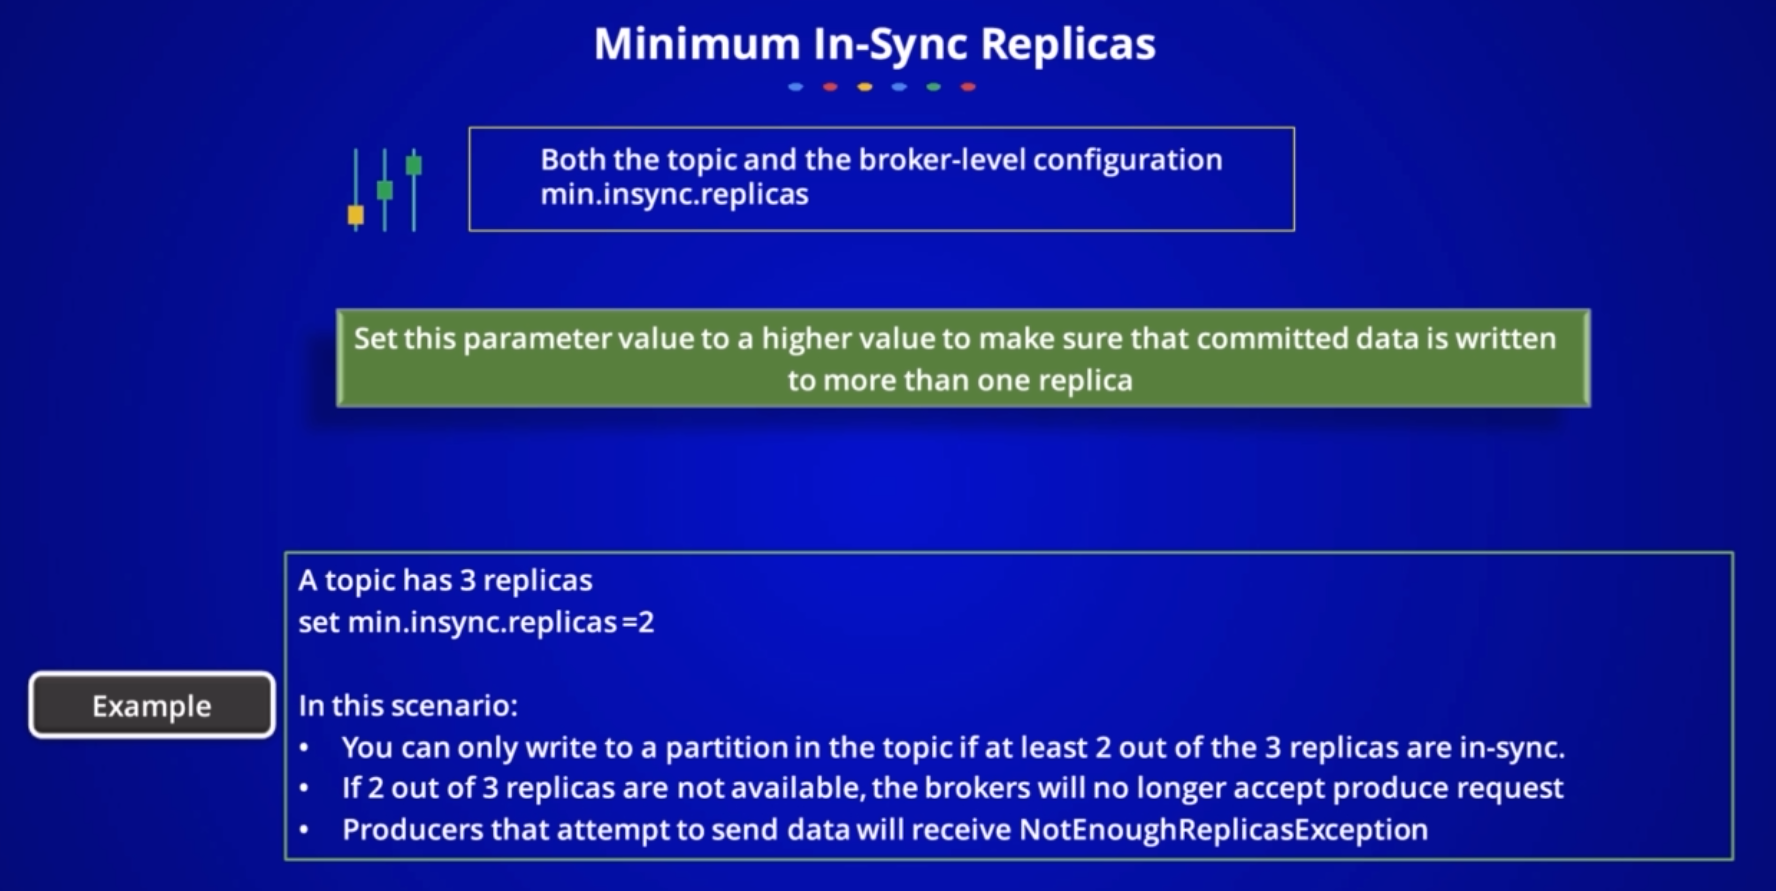 Minimum In-Sync Replicas
Both the topic and the broker-level configuration
min.insync.replicas
Set this parameter value to a higher value to make sure that committed data is written
to more than one replica
Example
A topic has 3 replicas
set min.insync.replicas=2
In this scenario:
• You can only write to a partition in the topic if at least 2 out of the 3 replicas are in-sync.
• If 2 out of 3 replicas are not available, the brokers will no longer accept produce request
• Producers that attempt to send data will receive NotEnoughReplicasException